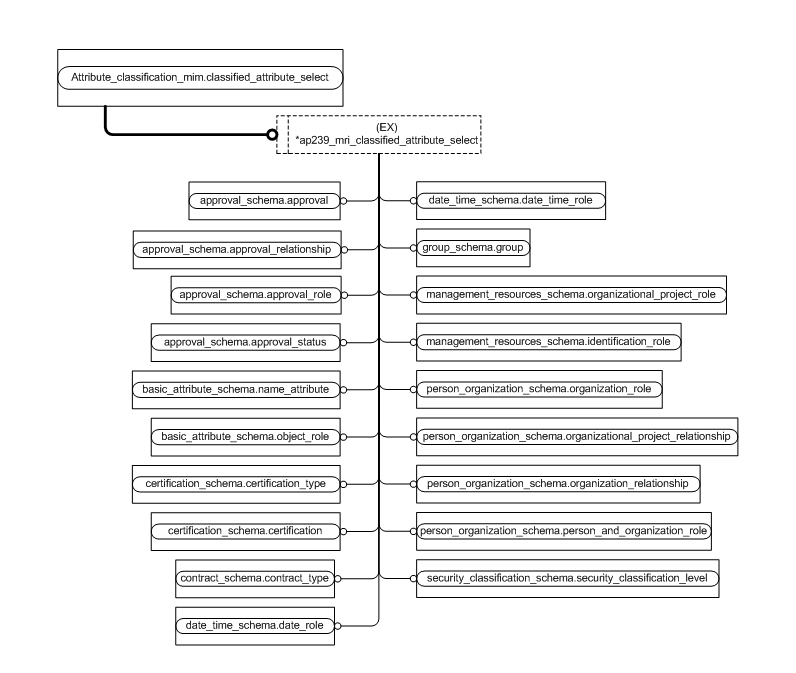 Attribute_classification_mim.classified_attribute_select
(EX)
*ap239_mri_classified_attribute_select
approval_schema.approval
date_time_schema.date_time_role
approval_schema.approval_relationship
group_schema.group
approval_schema.approval_role
management_resources_schema.organizational_project_role
approval_schema.approval_status
management_resources_schema.identification_role
basic_attribute_schema.name_attribute
person_organization_schema.organization_role
basic_attribute_schema.object_role
person_organization_schema.organizational_project_relationship
certification_schema.certification_type
person_organization_schema.organization_relationship
certification_schema.certification
person_organization_schema.person_and_organization_role
contract_schema.contract_type
security_classification_schema.security_classification_level
date_time_schema.date_role